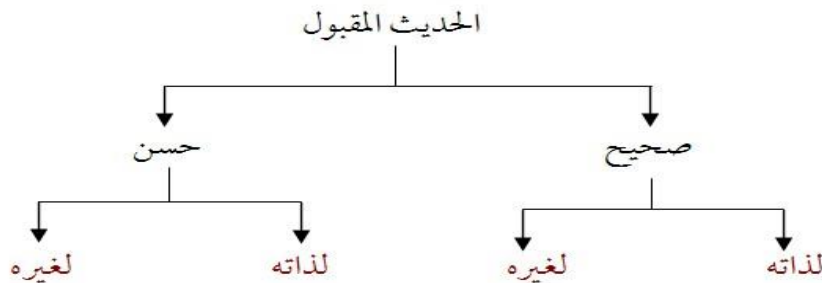 الحديث المقبول
صحيح حسن
لذاته لغيره لذاته لغيره